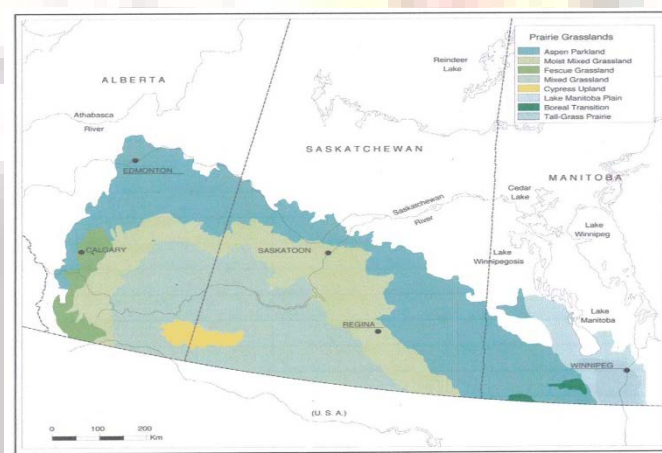 Prairie Grasslands
Aspen Parkland
Moist Mixed Grassland
Fescue Grassland
Mixed Grassland
Cypress Upland
Lake Manitoba Plain
Boreal Transition
Tall-Grass Prairie
Reindeer
Lake
ALBERTA
Athabasca
River
SASKATCHEWAN
EDMONTON
MANITOBA
Cedar
Lake
Saskatchewan
River
Lake
Winnipeg
CALGARY
SASKATOON
Lake
Winnipegosis
Lake
Manitoba
REGINA
WINNIPEG
(U.S.A.)
0 100 200
Km